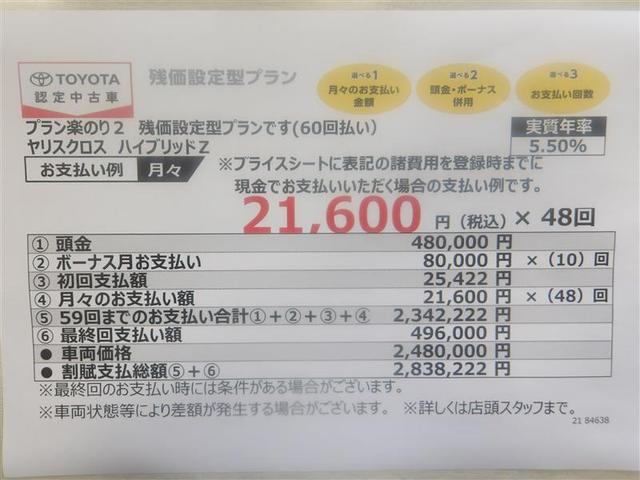 TOYOTA
認定中古車
残価設定型プラン
選べる1
月々のお支払い
金額
選べる2
頭金・ボーナス
併用
選べる3
お支払い回数
プラン楽のり2 残価設定型プランです(60回払い)
ヤリスクロス ハイブリッドZ
実質年率
5.50%
お支払い例 月々
※プライスシートに表記の諸費用を登録時までに
現金でお支払いいただく場合の支払い例です。
21,600 円(税込)×48回
① 頭金 480,000 円
② ボーナス月お支払い 80,000 円 ×(10)回
③ 初回支払額 25,422 円
④ 月々のお支払い額 21,600 円 ×(48)回
⑤ 59回までのお支払い合計①+②+③+④ 2,342,222 円
⑥ 最終回支払い額 496,000 円
● 車両価格 2,480,000 円
● 割賦支払総額⑤+⑥ 2,838,222 円
※最終回のお支払い時には条件がある場合がございます。
※車両状態等により差額が発生する場合がございます。 ※詳しくは店頭スタッフまで。
21 84638